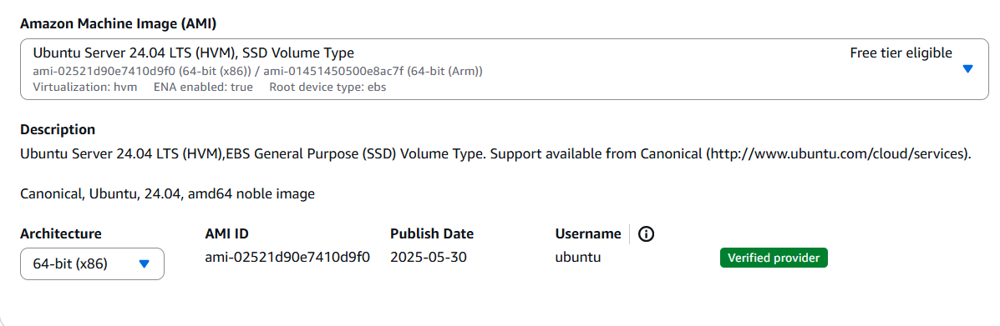 Amazon Machine Image (AMI)
Ubuntu Server 24.04 LTS (HVM), SSD Volume Type
Free tier eligible
ami-02521d90e7410d9f0 (64-bit (x86)) / ami-01451450500e8ac7f (64-bit (Arm))
Virtualization: hvm ENA enabled: true Root device type: ebs
Description
Ubuntu Server 24.04 LTS (HVM),EBS General Purpose (SSD) Volume Type. Support available from Canonical (http://www.ubuntu.com/cloud/services).
Canonical, Ubuntu, 24.04, amd64 noble image
Architecture AMI ID Publish Date Username
64-bit (x86) ami-02521d90e7410d9f0 2025-05-30 ubuntu Verified provider